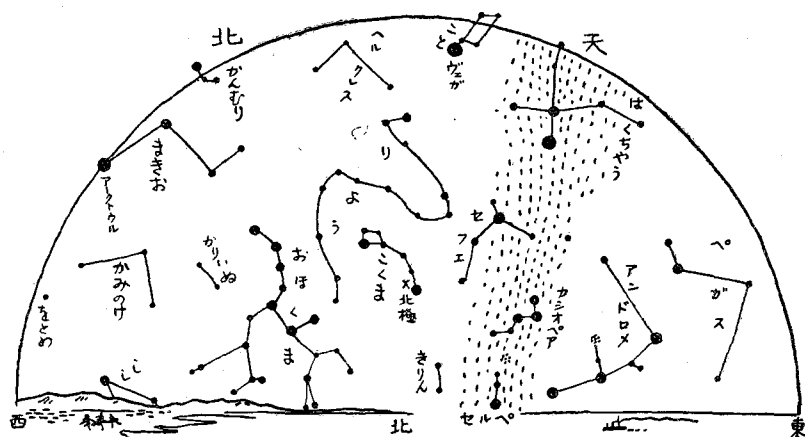 北天
かんむり
ヘルクレス
こと
ヴェガ
はくちやう
まきお
アークトゥル
りよう
セフェ
ペガス
アンドロメ
かみのけ
かりいぬ
おほくま
こくま
×北極
カシオペア
をとめ
しし
きりん
ペルセ
西
北
東